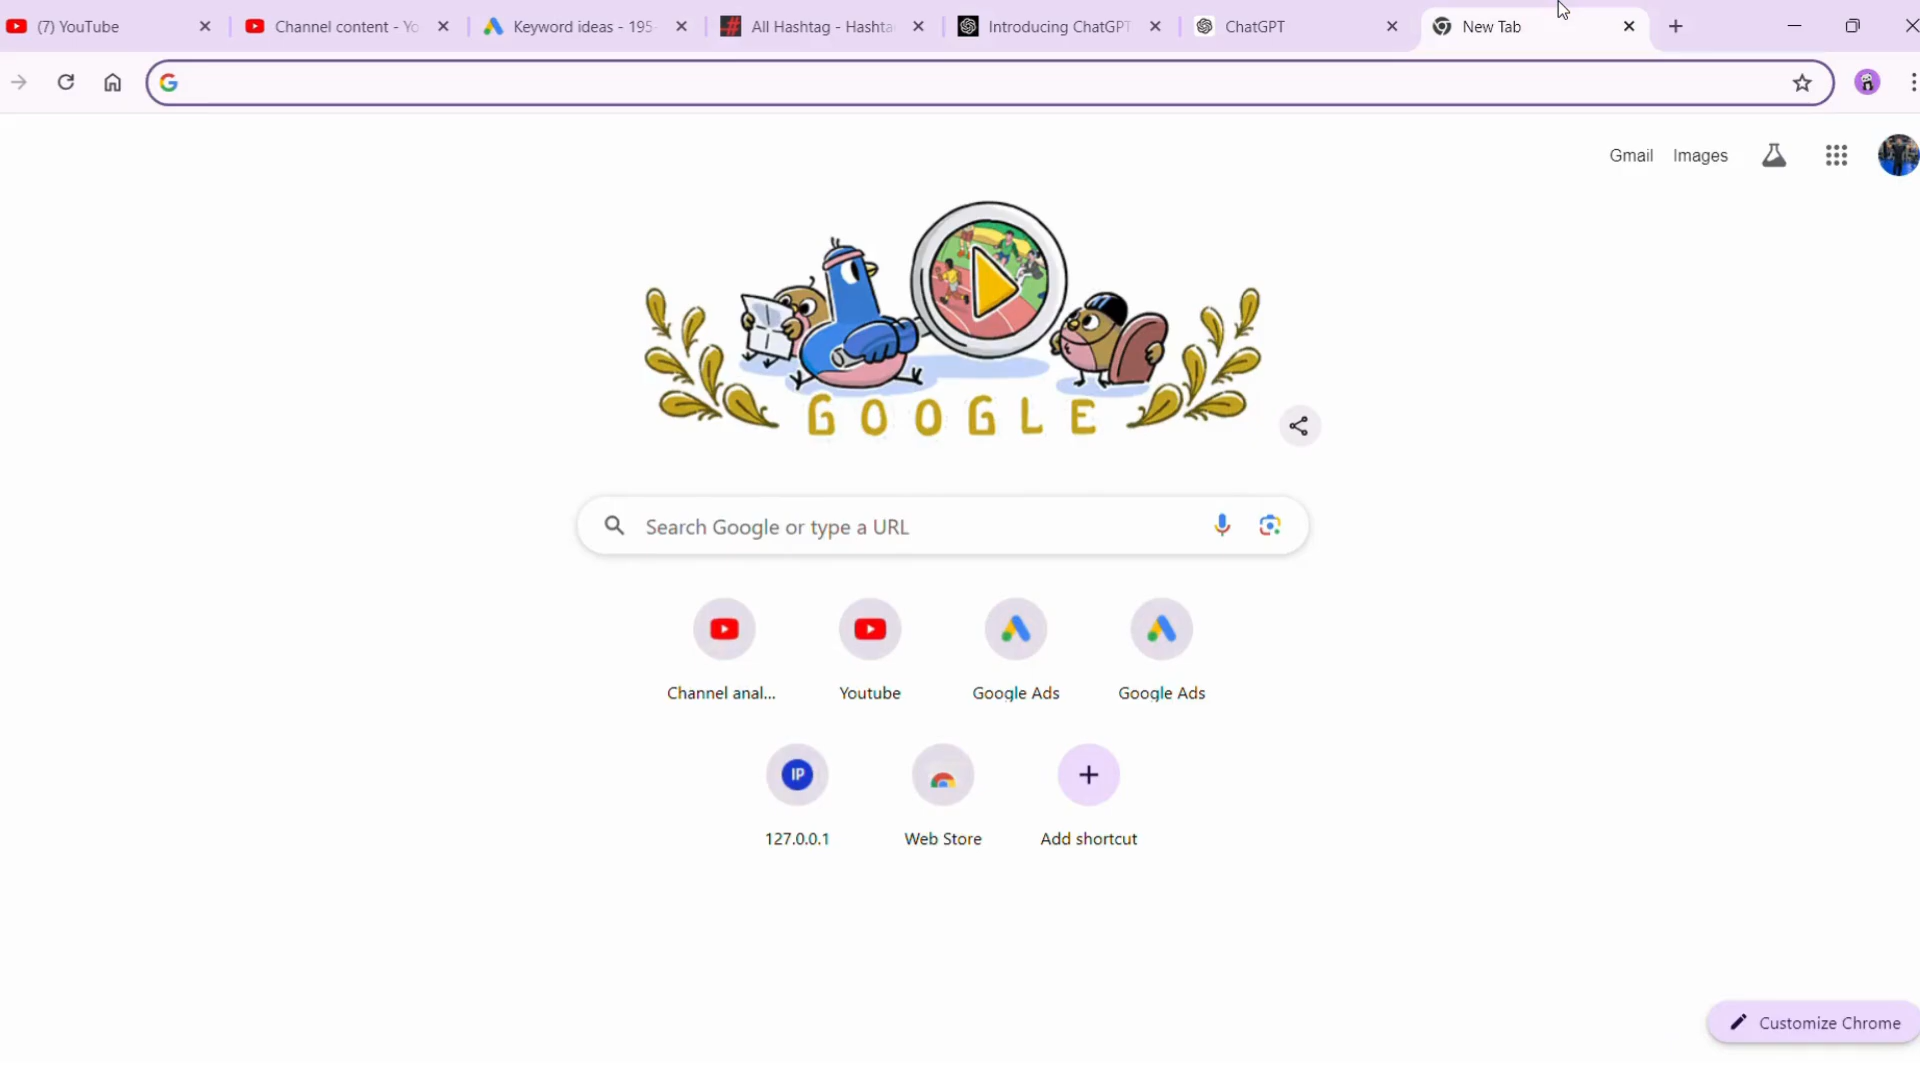 (7) YouTube
Channel content - Yo
Keyword ideas - 195
All Hashtag - Hashta
Introducing ChatGPT
ChatGPT
New Tab
Gmail Images
GOOGLE
Search Google or type a URL
Channel anal... Youtube Google Ads Google Ads
IP
127.0.0.1 Web Store Add shortcut
Customize Chrome